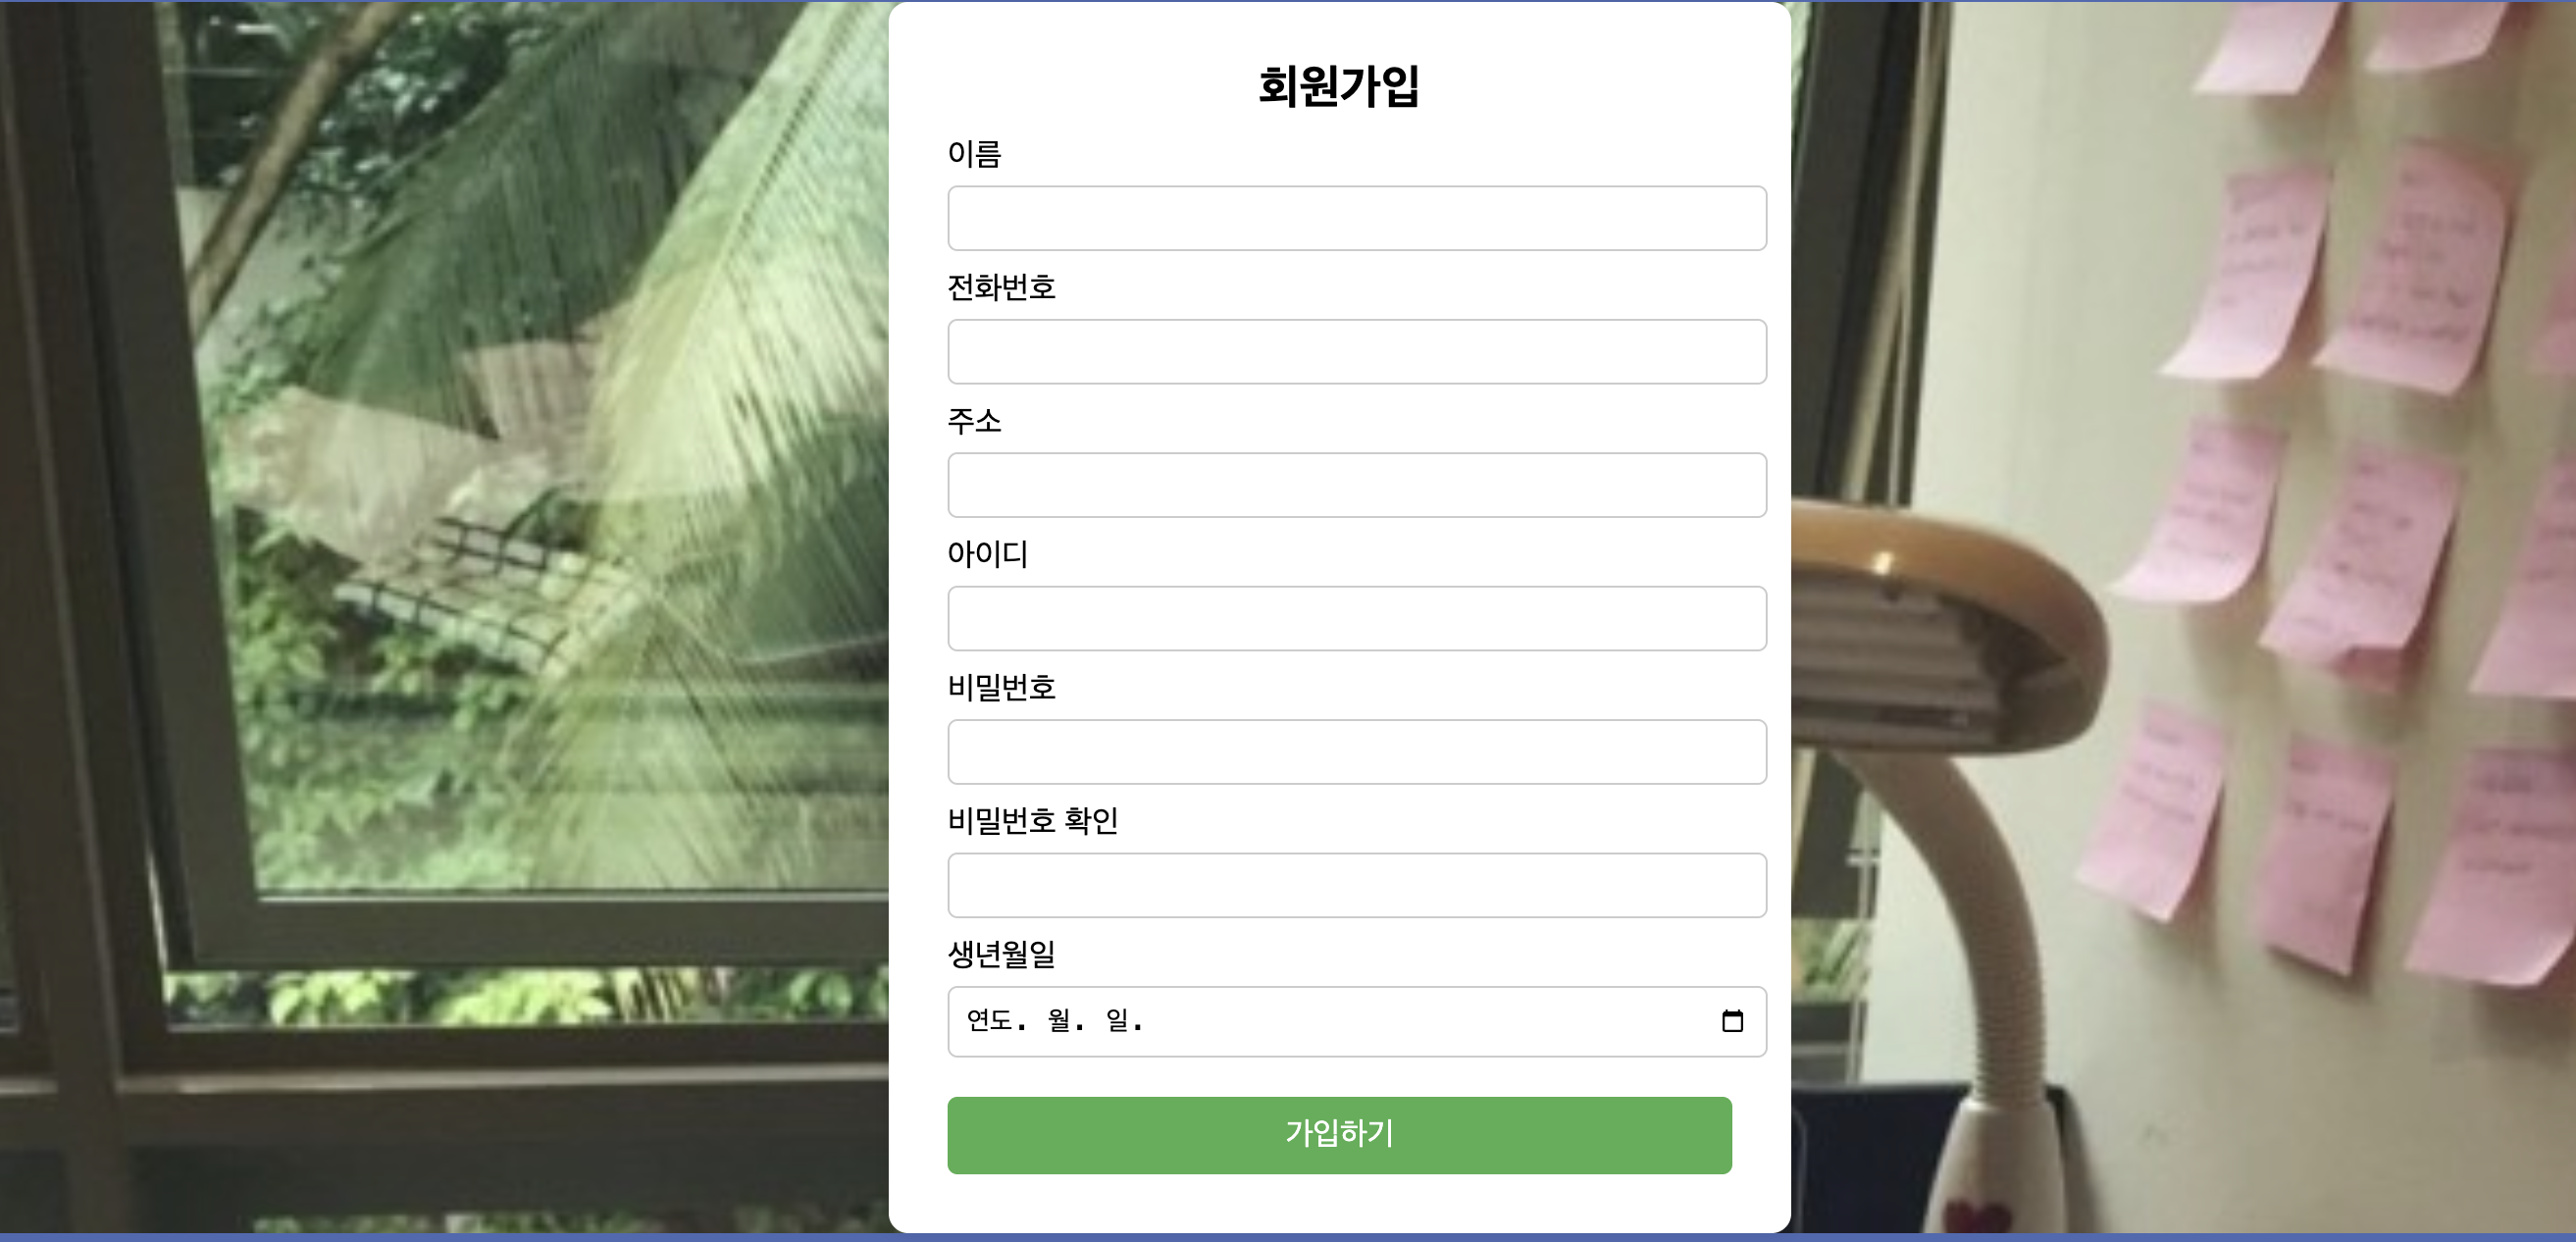 회원가입
이름
전화번호
주소
아이디
비밀번호
비밀번호 확인
생년월일
연도. 월. 일.
가입하기